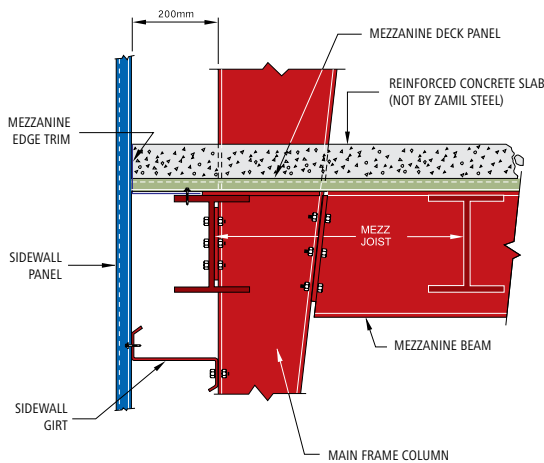 200mm
MEZZANINE DECK PANEL
REINFORCED CONCRETE SLAB
(NOT BY ZAMIL STEEL)
MEZZANINE
EDGE TRIM
MEZZ
JOIST
SIDEWALL
PANEL
MEZZANINE BEAM
SIDEWALL
GIRT
MAIN FRAME COLUMN